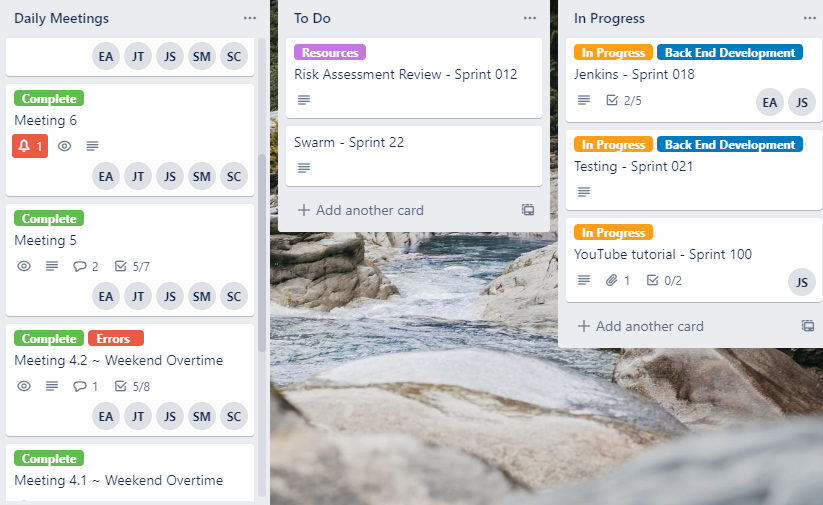 Daily Meetings
EA JT JS SM SC
Complete
Meeting 6
1
EA JT JS SM SC
Complete
Meeting 5
2 5/7
EA JT JS SM SC
Complete Errors
Meeting 4.2 ~ Weekend Overtime
1 5/8
EA JT JS SM SC
Complete
Meeting 4.1 ~ Weekend Overtime
To Do
Resources
Risk Assessment Review - Sprint 012
Swarm - Sprint 22
Add another card
In Progress
In Progress Back End Development
Jenkins - Sprint 018
2/5
EA JS
In Progress Back End Development
Testing - Sprint 021
In Progress
YouTube tutorial - Sprint 100
1 0/2
JS
Add another card